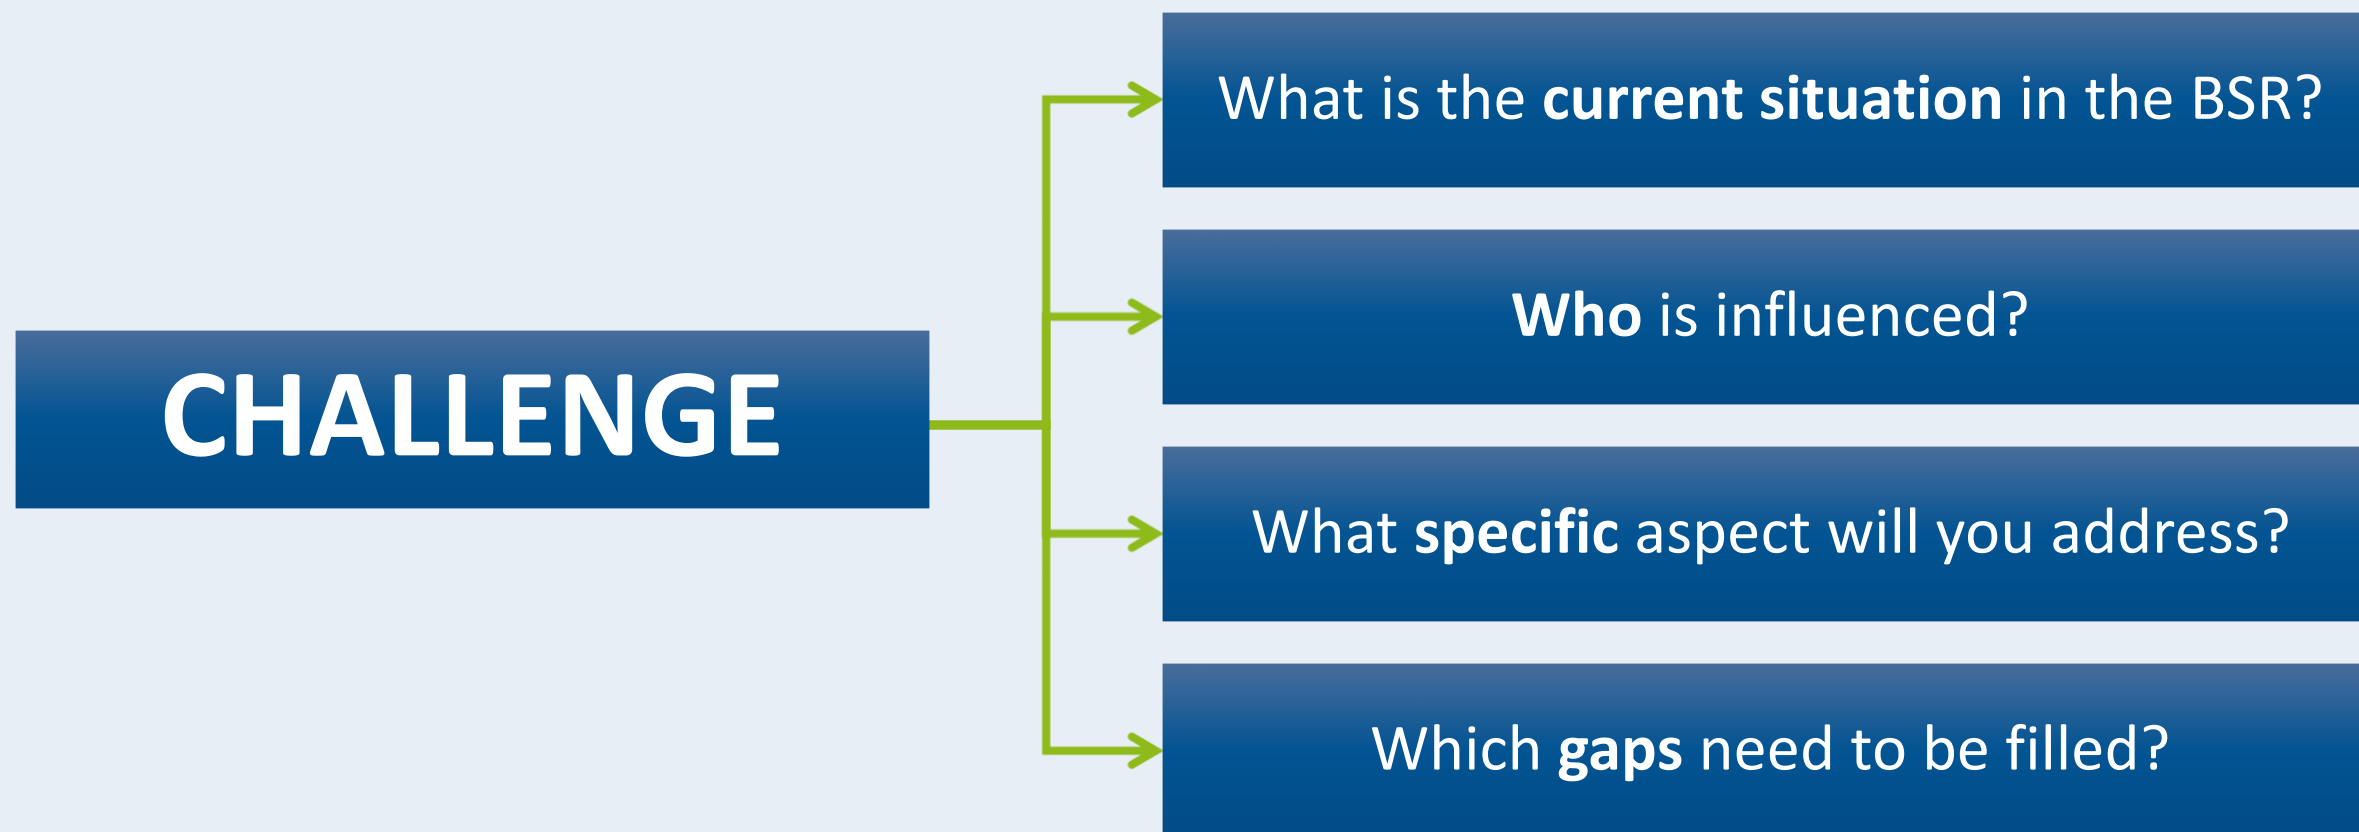 CHALLENGE
What is the current situation in the BSR?
Who is influenced?
What specific aspect will you address?
Which gaps need to be filled?